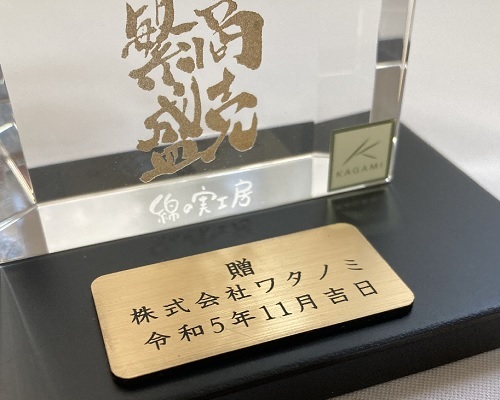 商売
繁盛
綿の実工房
KAGAMI
贈
株式会社ワタノミ
令和5年11月吉日